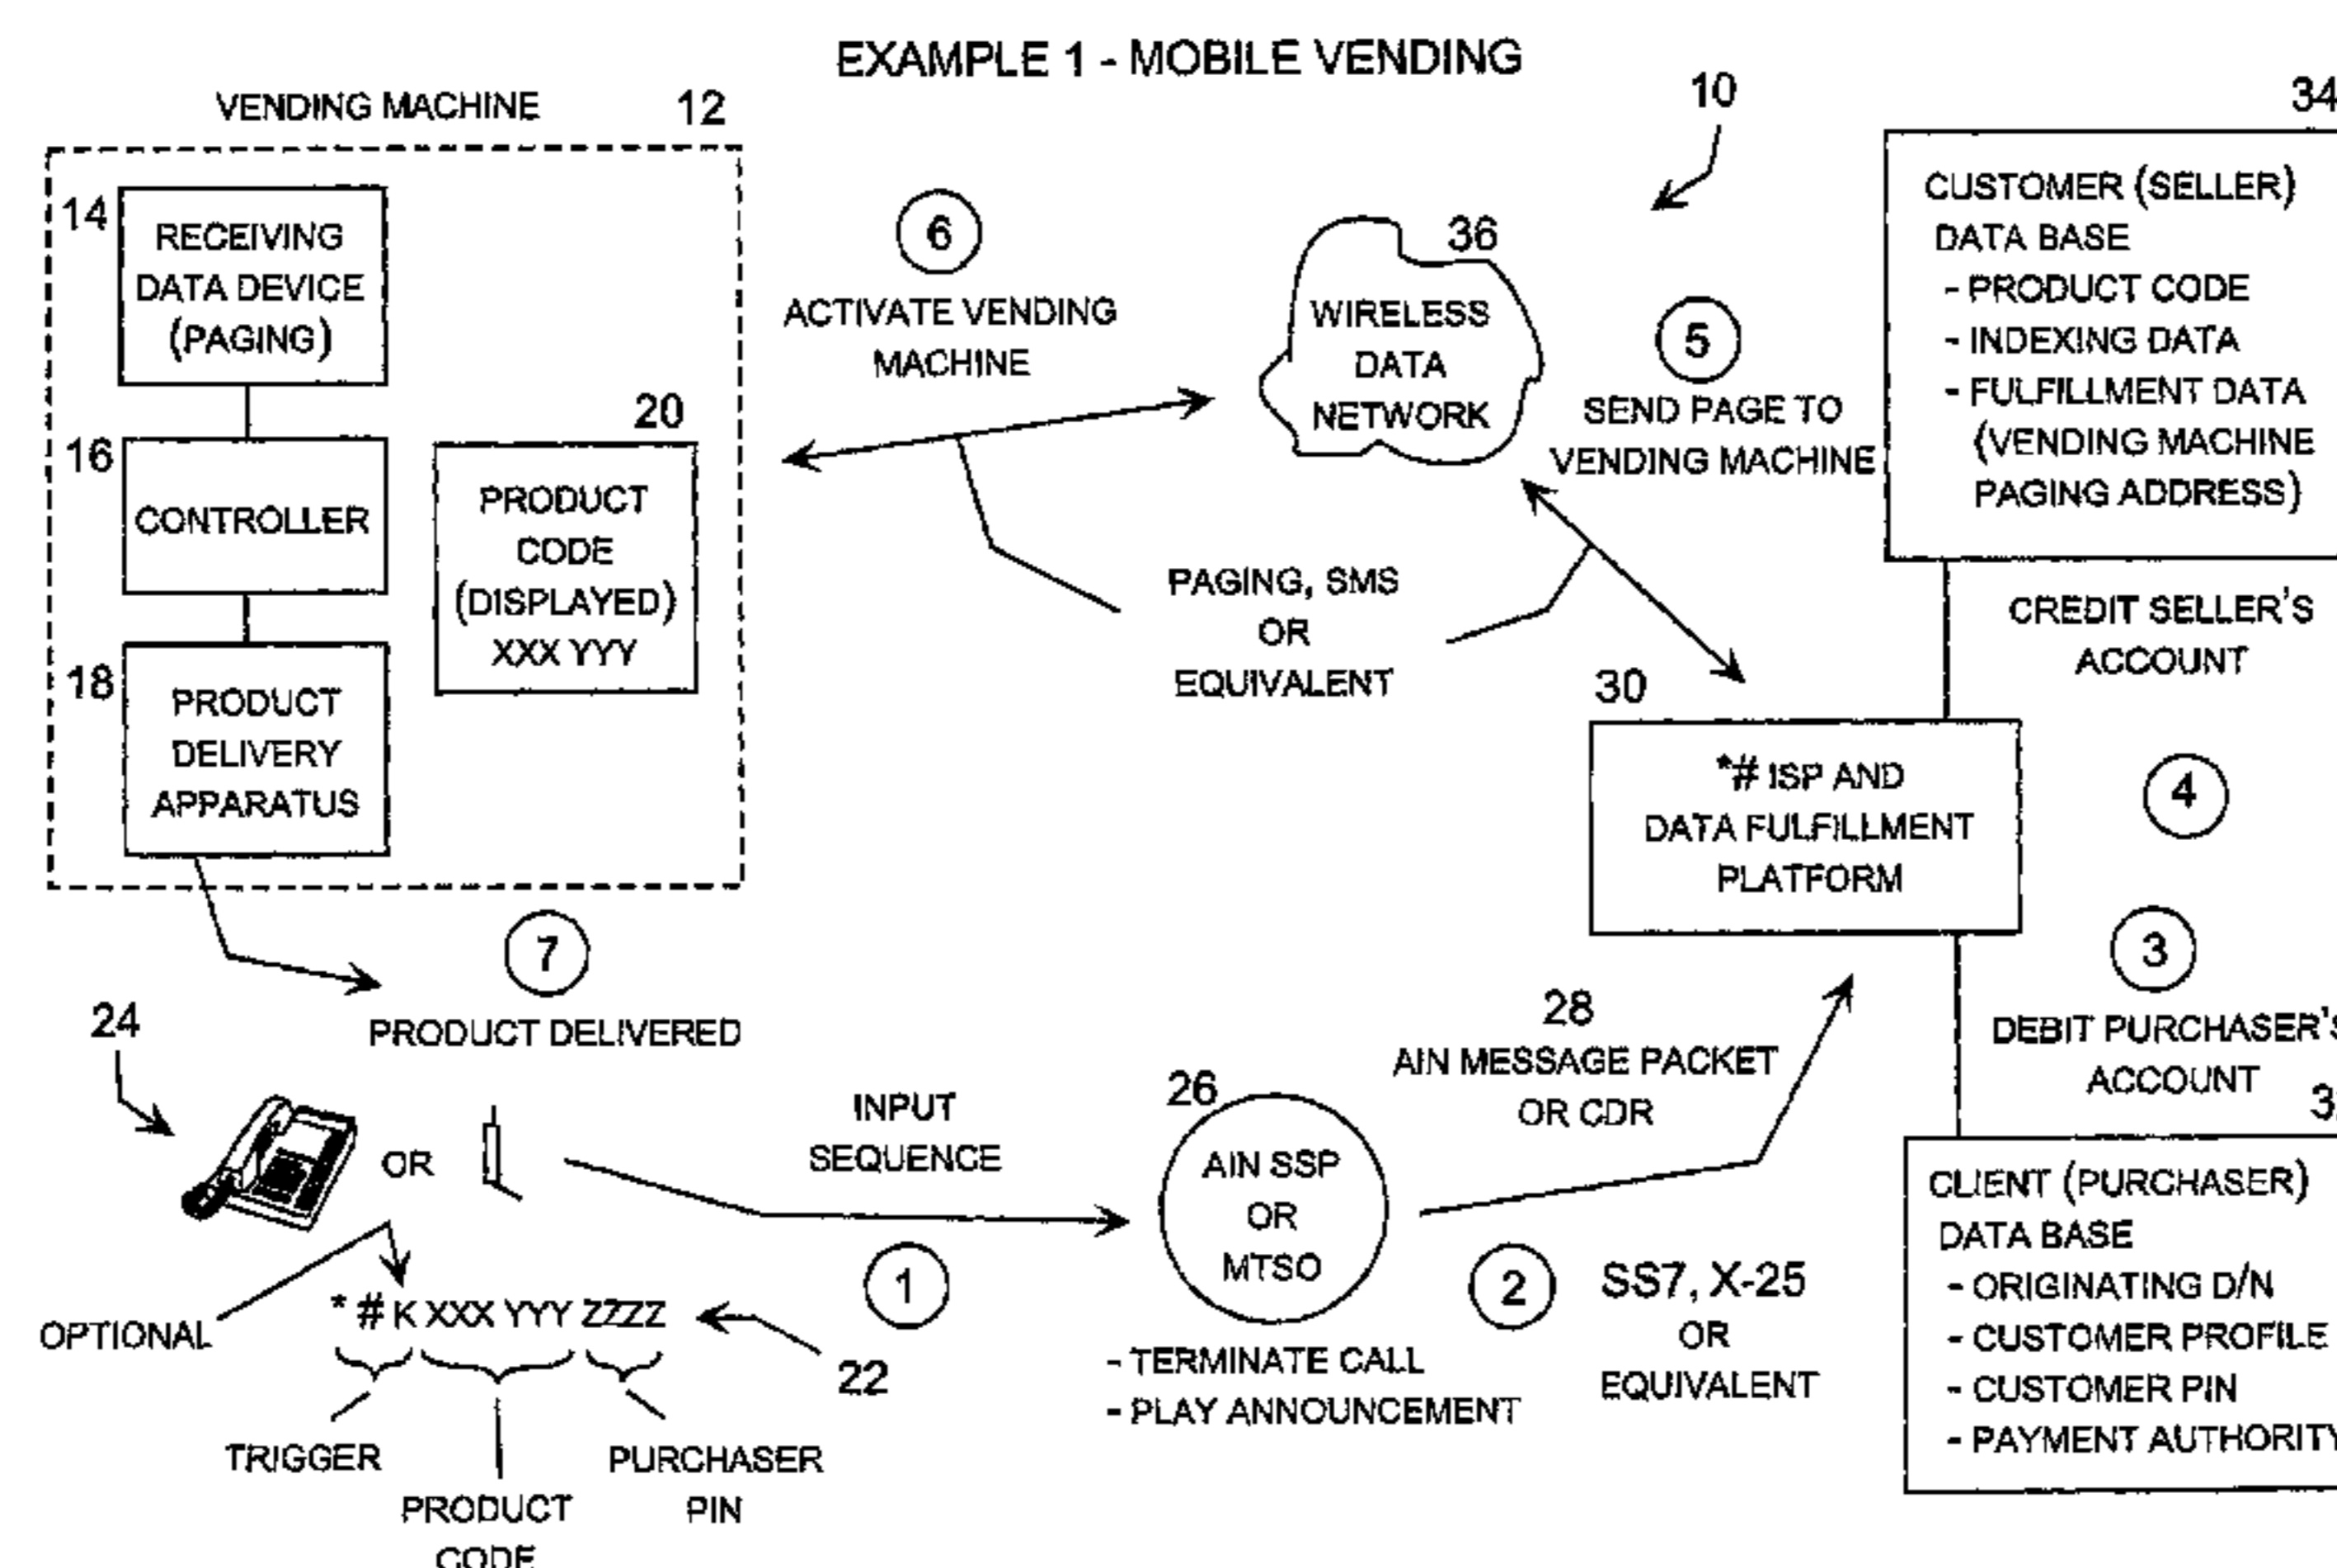 EXAMPLE 1 - MOBILE VENDING
VENDING MACHINE
12
14
RECEIVING
DATA DEVICE
(PAGING)
16
CONTROLLER
18
PRODUCT
DELIVERY
APPARATUS
20
PRODUCT
CODE
(DISPLAYED)
XXX YYY
6
ACTIVATE VENDING
MACHINE
36
WIRELESS
DATA
NETWORK
10
5
SEND PAGE TO
VENDING MACHINE
PAGING, SMS
OR
EQUIVALENT
34
CUSTOMER (SELLER)
DATA BASE
- PRODUCT CODE
- INDEXING DATA
- FULFILLMENT DATA
(VENDING MACHINE
PAGING ADDRESS)
CREDIT SELLER'S
ACCOUNT
4
30
*# ISP AND
DATA FULFILLMENT
PLATFORM
3
DEBIT PURCHASER'S
ACCOUNT
CLIENT (PURCHASER)
DATA BASE
- ORIGINATING D/N
- CUSTOMER PROFILE
- CUSTOMER PIN
- PAYMENT AUTHORITY
7
PRODUCT DELIVERED
24
OR
INPUT
SEQUENCE
1
26
AIN SSP
OR
MTSO
- TERMINATE CALL
- PLAY ANNOUNCEMENT
28
AIN MESSAGE PACKET
OR CDR
2
SS7, X-25
OR
EQUIVALENT
OPTIONAL
* # K XXX YYY ZZZZ
22
TRIGGER
PRODUCT
CODE
PURCHASER
PIN